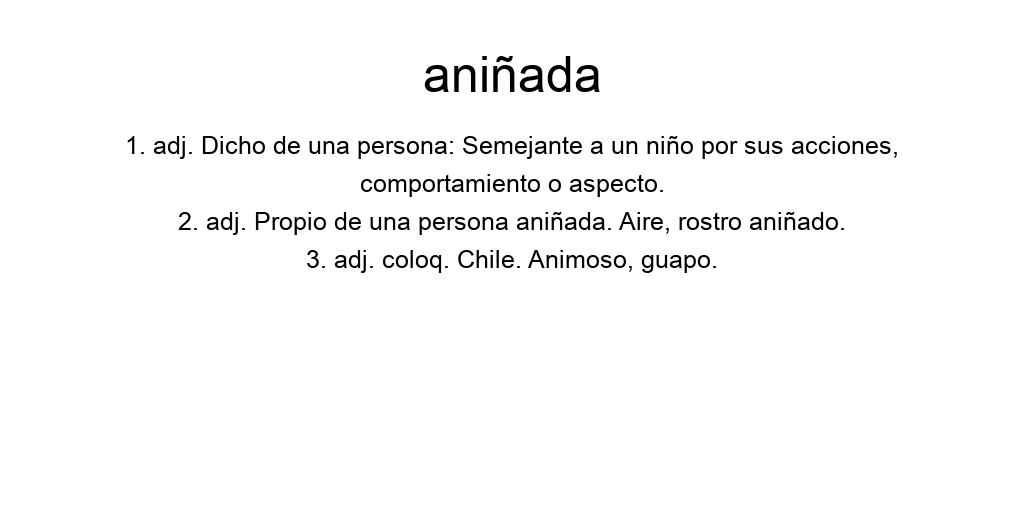 aniñada
1. adj. Dicho de una persona: Semejante a un niño por sus acciones,
comportamiento o aspecto.
2. adj. Propio de una persona aniñada. Aire, rostro aniñado.
3. adj. coloq. Chile. Animoso, guapo.